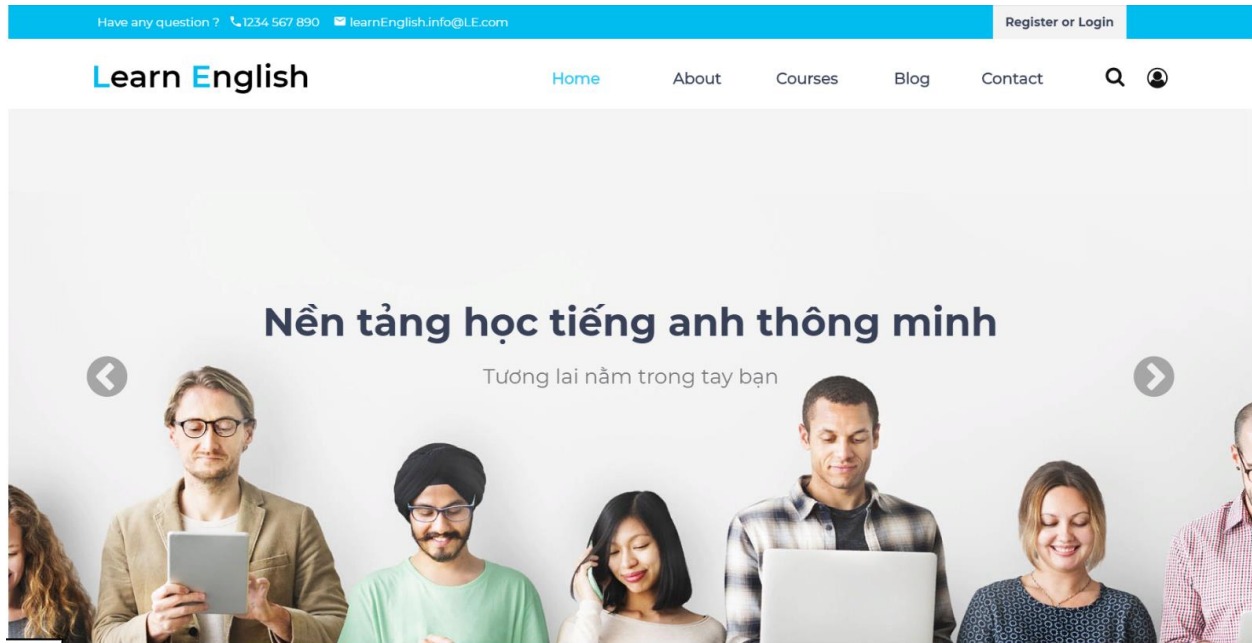 Have any question ? 1234 567 890 learnEnglish.info@LE.com Register or Login
Learn English Home About Courses Blog Contact
Nền tảng học tiếng anh thông minh
Tương lai nằm trong tay bạn